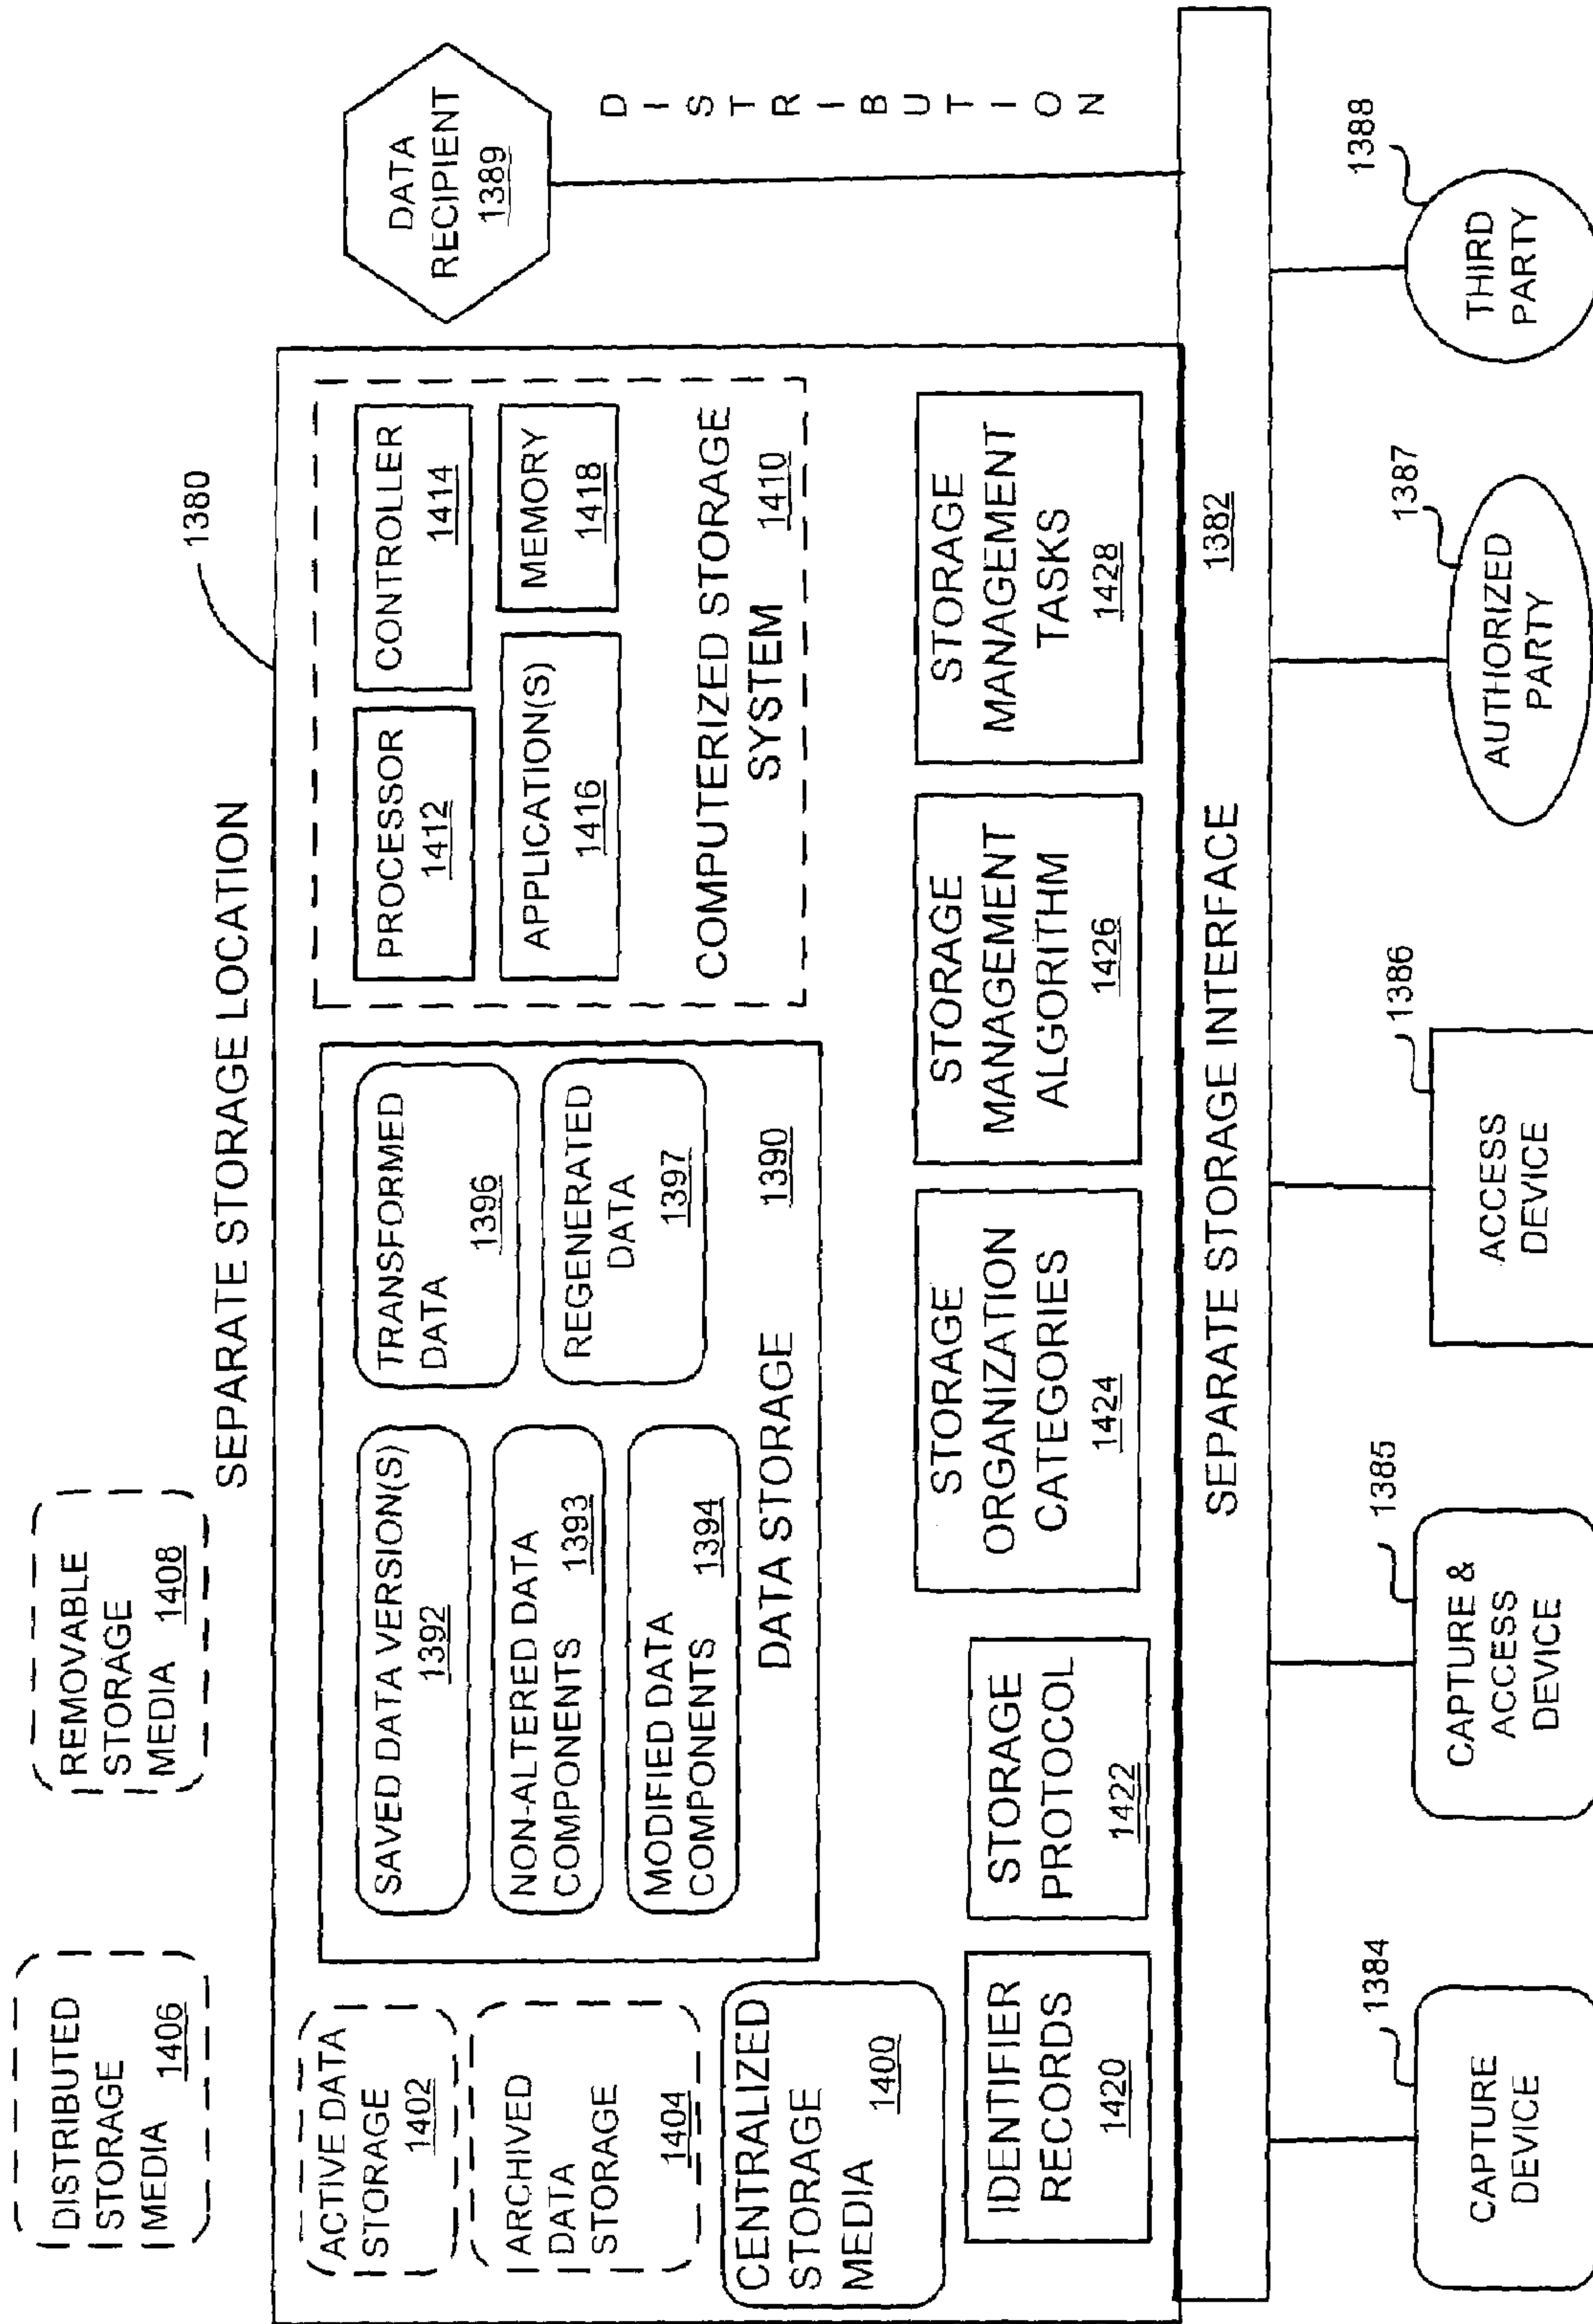 DISTRIBUTED
STORAGE
MEDIA 1406
REMOVABLE
STORAGE
MEDIA 1408
SEPARATE STORAGE LOCATION
1380
ACTIVE DATA
STORAGE
1402
ARCHIVED
DATA
STORAGE
1404
CENTRALIZED
STORAGE
MEDIA 1400
SAVED DATA VERSION(S)
1392
NON-ALTERED DATA
COMPONENTS 1393
MODIFIED DATA
COMPONENTS 1394
TRANSFORMED
DATA 1396
REGENERATED
DATA 1397
DATA STORAGE 1390
PROCESSOR
1412
CONTROLLER
1414
APPLICATION(S)
1416
MEMORY
1418
COMPUTERIZED STORAGE
SYSTEM 1410
DATA
RECIPIENT
1389
DISTRIBUTION
IDENTIFIER
RECORDS
1420
STORAGE
PROTOCOL
1422
STORAGE
ORGANIZATION
CATEGORIES
1424
STORAGE
MANAGEMENT
ALGORITHM
1426
STORAGE
MANAGEMENT
TASKS
1428
SEPARATE STORAGE INTERFACE 1382
1384
CAPTURE
DEVICE
1385
CAPTURE &
ACCESS
DEVICE
1386
ACCESS
DEVICE
1387
AUTHORIZED
PARTY
1388
THIRD
PARTY